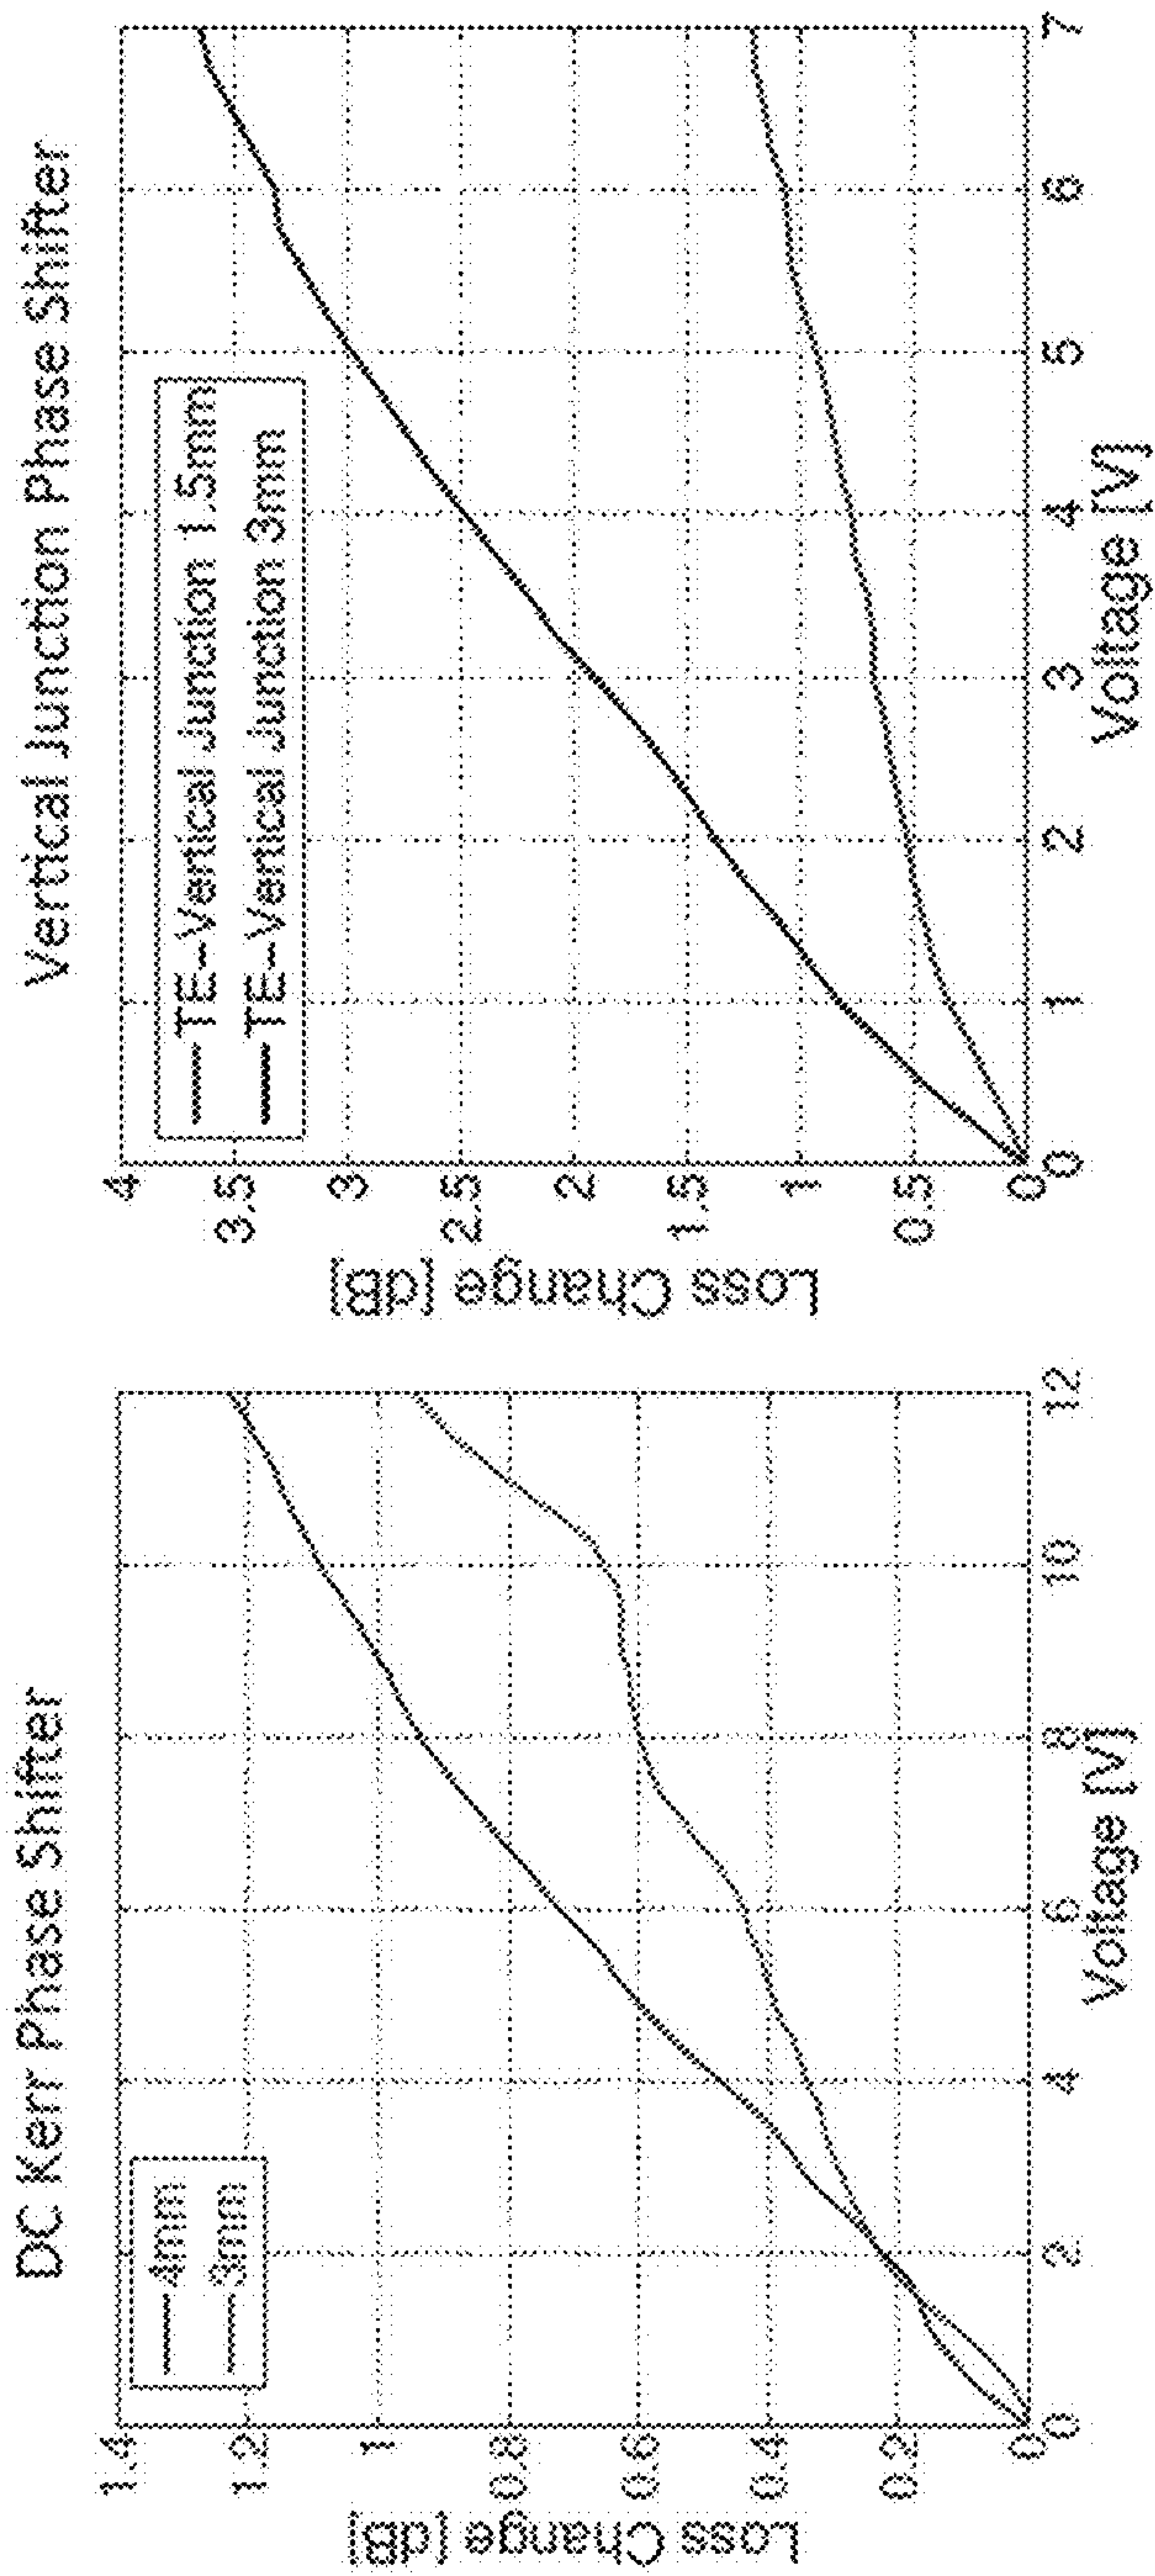 DC Kerr Phase Shifter
Loss Change [dB]
1.4
1.2
1
0.8
0.6
0.4
0.2
0
4mm
3mm
0 2 4 6 8 10 12
Voltage [V]
Vertical Junction Phase Shifter
Loss Change [dB]
4
3.5
3
2.5
2
1.5
1
0.5
0
TE-Vertical Junction 1.5mm
TE-Vertical Junction 3mm
0 1 2 3 4 5 6 7
Voltage [V]